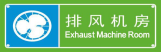 排风机房
Exhaust Machine Room